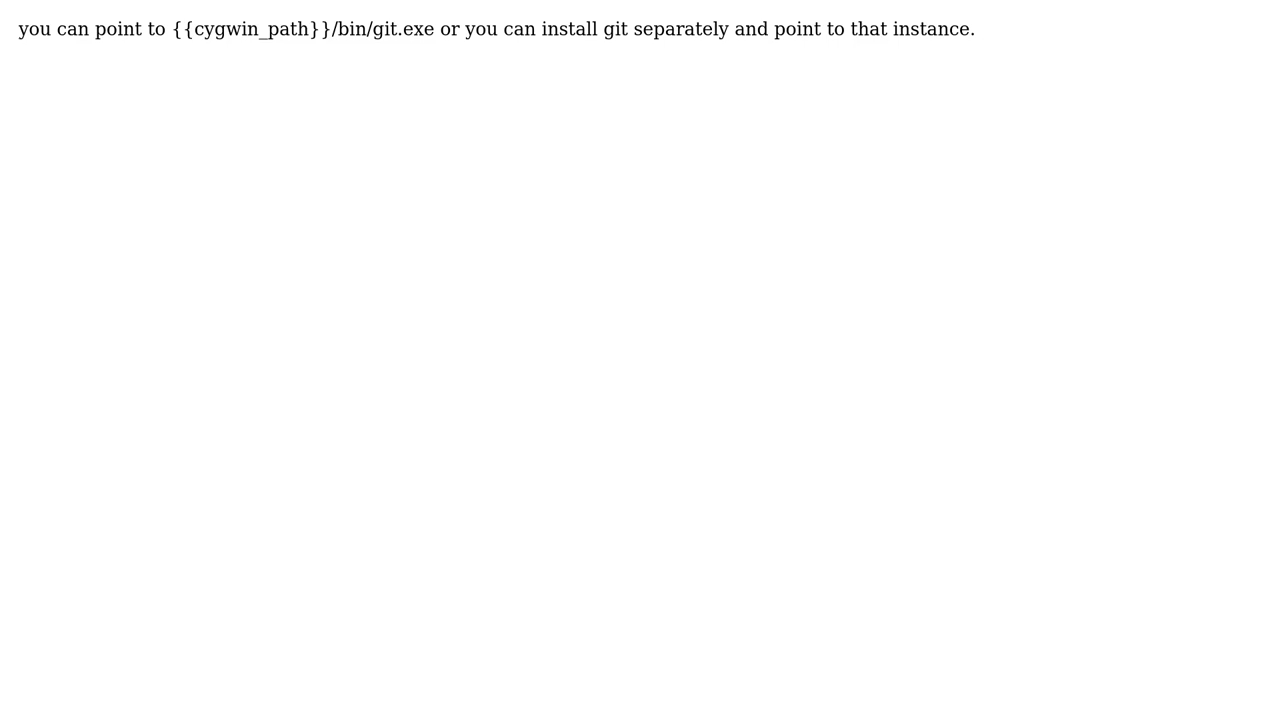 you can point to {{cygwin_path}}/bin/git.exe or you can install git separately and point to that instance.